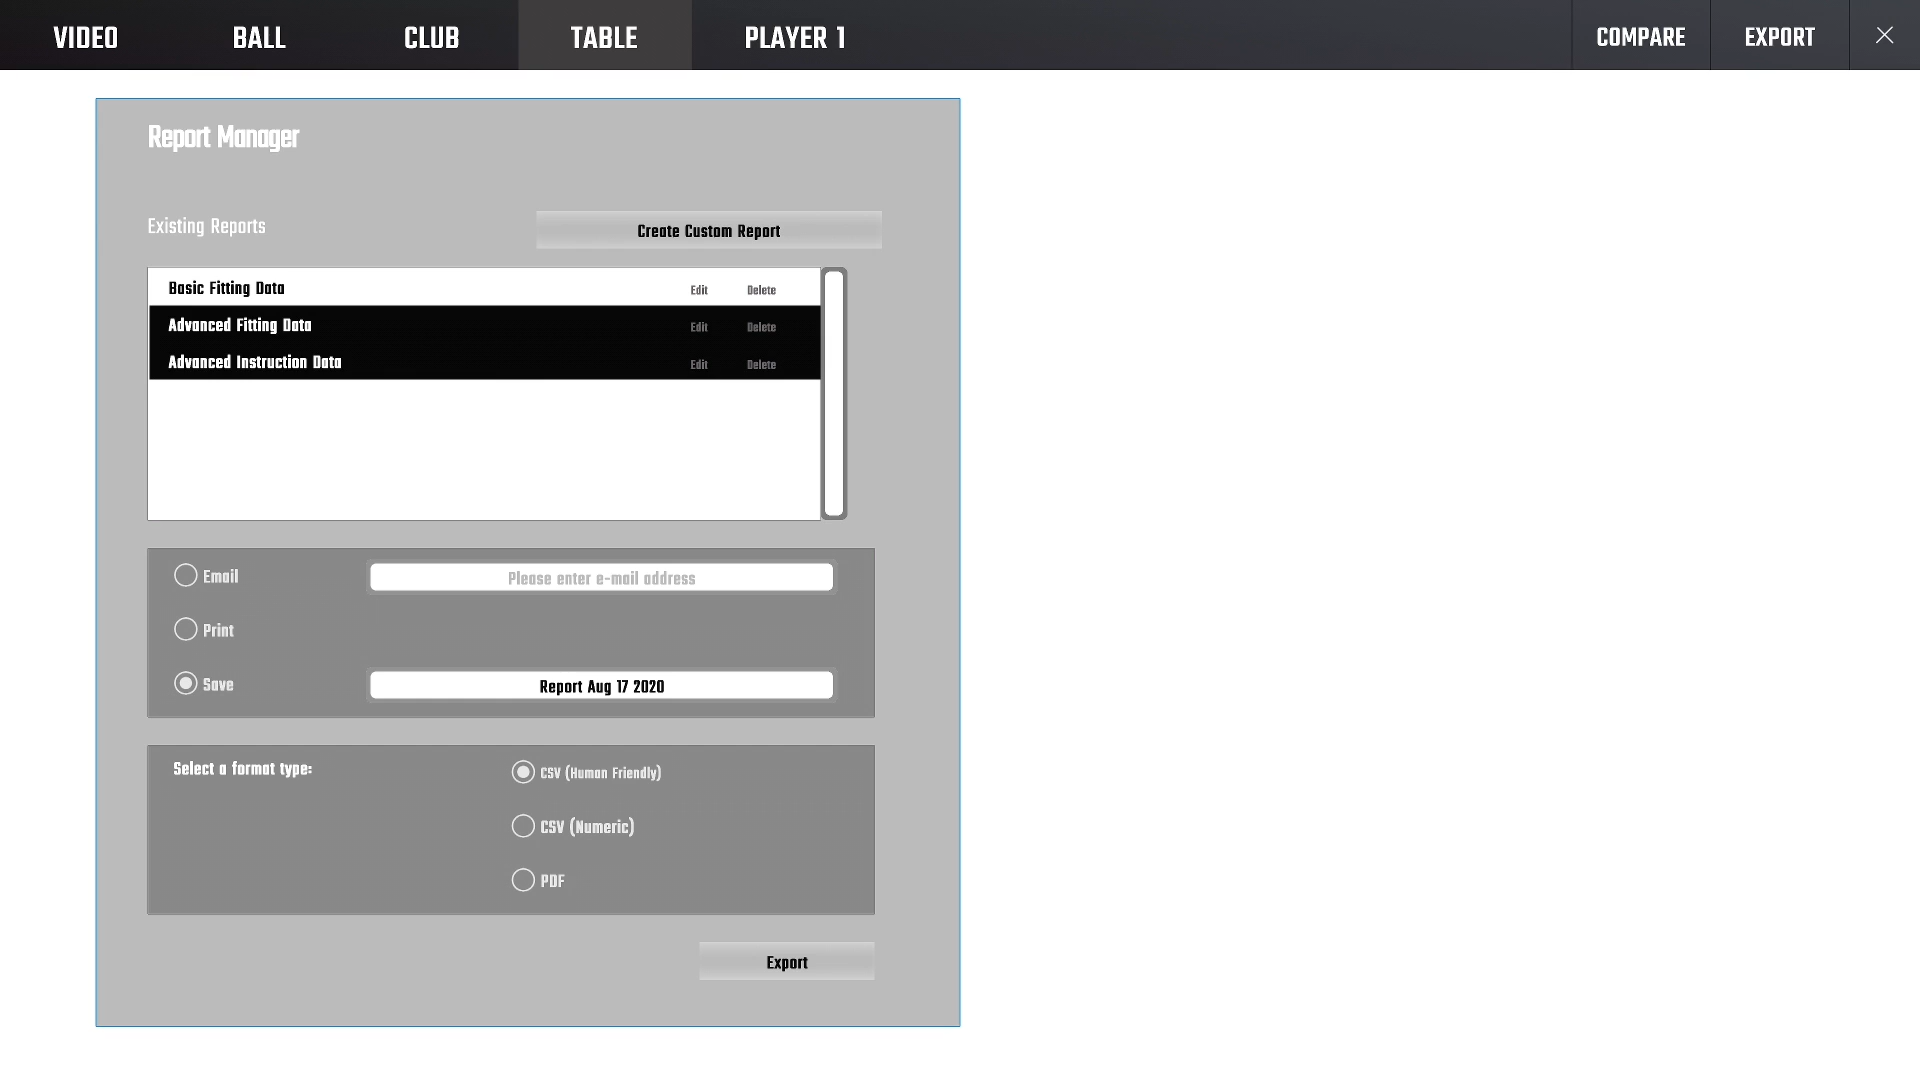 VIDEO BALL CLUB TABLE PLAYER 1 COMPARE EXPORT
Report Manager
Existing Reports
Create Custom Report
Basic Fitting Data Edit Delete
Advanced Fitting Data Edit Delete
Advanced Instruction Data Edit Delete
Email Please enter e-mail address
Print
Save Report Aug 17 2020
Select a format type: CSV (Human Friendly)
CSV (Numeric)
PDF
Export